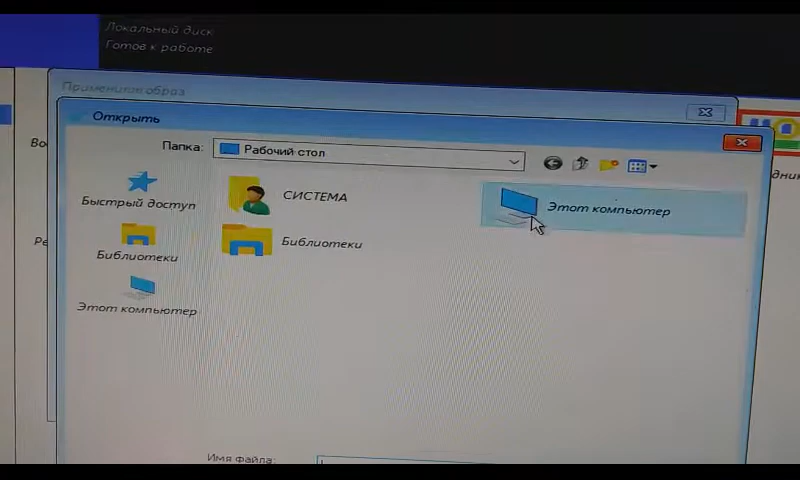 Локальный диск
Готов к работе
Применить образ
Открыть
Папка: Рабочий стол
Быстрый доступ
СИСТЕМА
Этот компьютер
Библиотеки
Библиотеки
Этот компьютер
Имя файла: